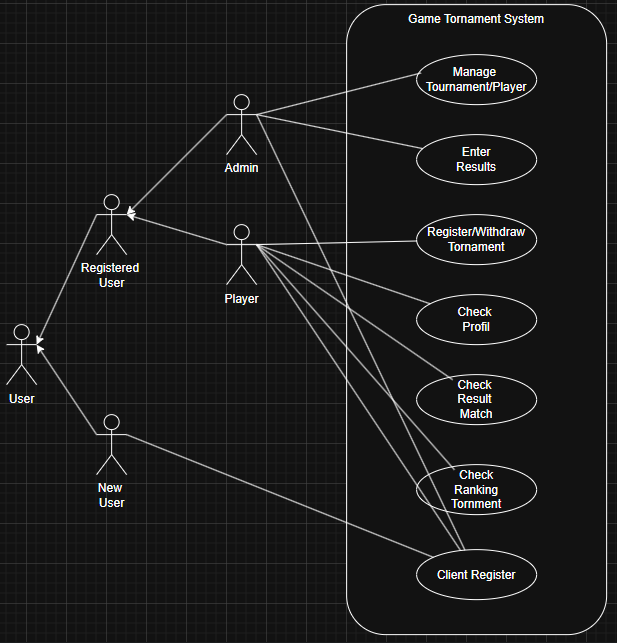 Game Tornament System
Manage
Tournament/Player
Admin
Enter
Results
Registered
User
Player
Register/Withdraw
Tornament
Check
Profil
User
Check
Result
Match
New
User
Check
Ranking
Tornment
Client Register